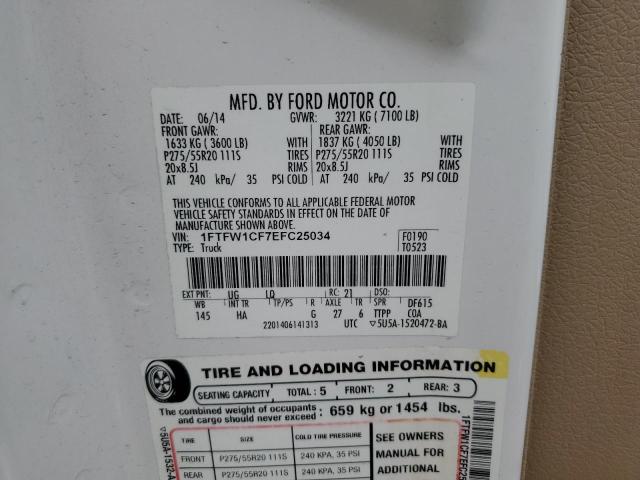 MFD. BY FORD MOTOR CO.
DATE: 06/14 GVWR: 3221 KG ( 7100 LB)
FRONT GAWR: REAR GAWR:
1633 KG ( 3600 LB) WITH 1837 KG ( 4050 LB) WITH
P275/55R20 111S TIRES P275/55R20 111S TIRES
20x8.5J RIMS 20x8.5J RIMS
AT 240 kPa/ 35 PSI COLD AT 240 kPa/ 35 PSI COLD
THIS VEHICLE CONFORMS TO ALL APPLICABLE FEDERAL MOTOR
VEHICLE SAFETY STANDARDS IN EFFECT ON THE DATE OF
MANUFACTURE SHOWN ABOVE.
VIN: 1FTFW1CF7EFC25034 F0190
TYPE: Truck T0523
EXT PNT: UG LQ RC: 21 DSO: DF615
WB INT TR TP/PS R AXLE TR SPR
145 HA G 27 6 TTPP COA
2201406141313 UTC ▽5U5A-1520472-BA
TIRE AND LOADING INFORMATION
SEATING CAPACITY TOTAL: 5 FRONT: 2 REAR: 3
The combined weight of occupants and cargo should never exceed: 659 kg or 1454 lbs.
TIRE SIZE COLD TIRE PRESSURE SEE OWNERS
FRONT P275/55R20 111S 240 KPA, 35 PSI MANUAL FOR
REAR P275/55R20 111S 240 KPA, 35 PSI ADDITIONAL